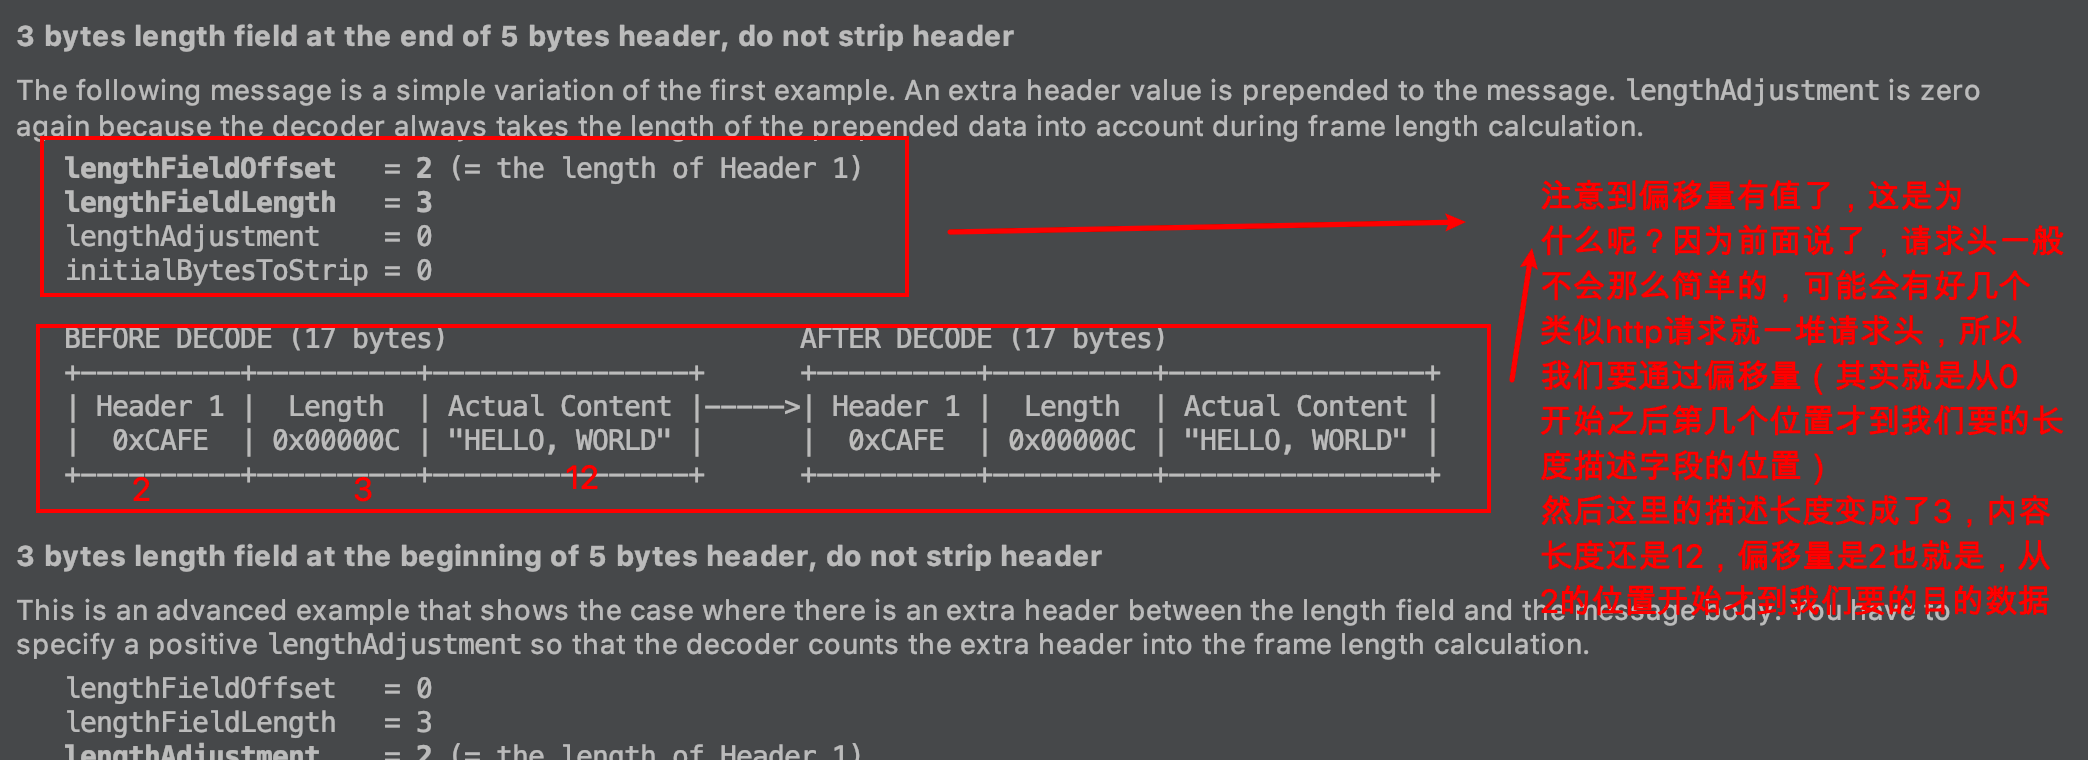 3 bytes length field at the end of 5 bytes header, do not strip header
The following message is a simple variation of the first example. An extra header value is prepended to the message. lengthAdjustment is zero
again because the decoder always takes the length of the prepended data into account during frame length calculation.
lengthFieldOffset   = 2 (= the length of Header 1)
lengthFieldLength   = 3
lengthAdjustment    = 0
initialBytesToStrip = 0
注意到偏移量有值了，这是为
什么呢？因为前面说了，请求头一般
不会那么简单的，可能会有好几个
类似http请求就一堆请求头，所以
我们要通过偏移量（其实就是从0
开始之后第几个位置才到我们要的长
度描述字段的位置）
然后这里的描述长度变成了3，内容
长度还是12，偏移量是2也就是，从
2的位置开始才到我们要的目的数据
BEFORE DECODE (17 bytes)                      AFTER DECODE (17 bytes)
+----------+----------+----------------+      +----------+----------+----------------+
| Header 1 |  Length  | Actual Content |----->| Header 1 |  Length  | Actual Content |
|  0xCAFE  | 0x00000C | "HELLO, WORLD" |      |  0xCAFE  | 0x00000C | "HELLO, WORLD" |
+----------+----------+----------------+      +----------+----------+----------------+
2 3 12
3 bytes length field at the beginning of 5 bytes header, do not strip header
This is an advanced example that shows the case where there is an extra header between the length field and the message body. You have to
specify a positive lengthAdjustment so that the decoder counts the extra header into the frame length calculation.
lengthFieldOffset   = 0
lengthFieldLength   = 3
lengthAdjustment    = 2 (= the length of Header 1)